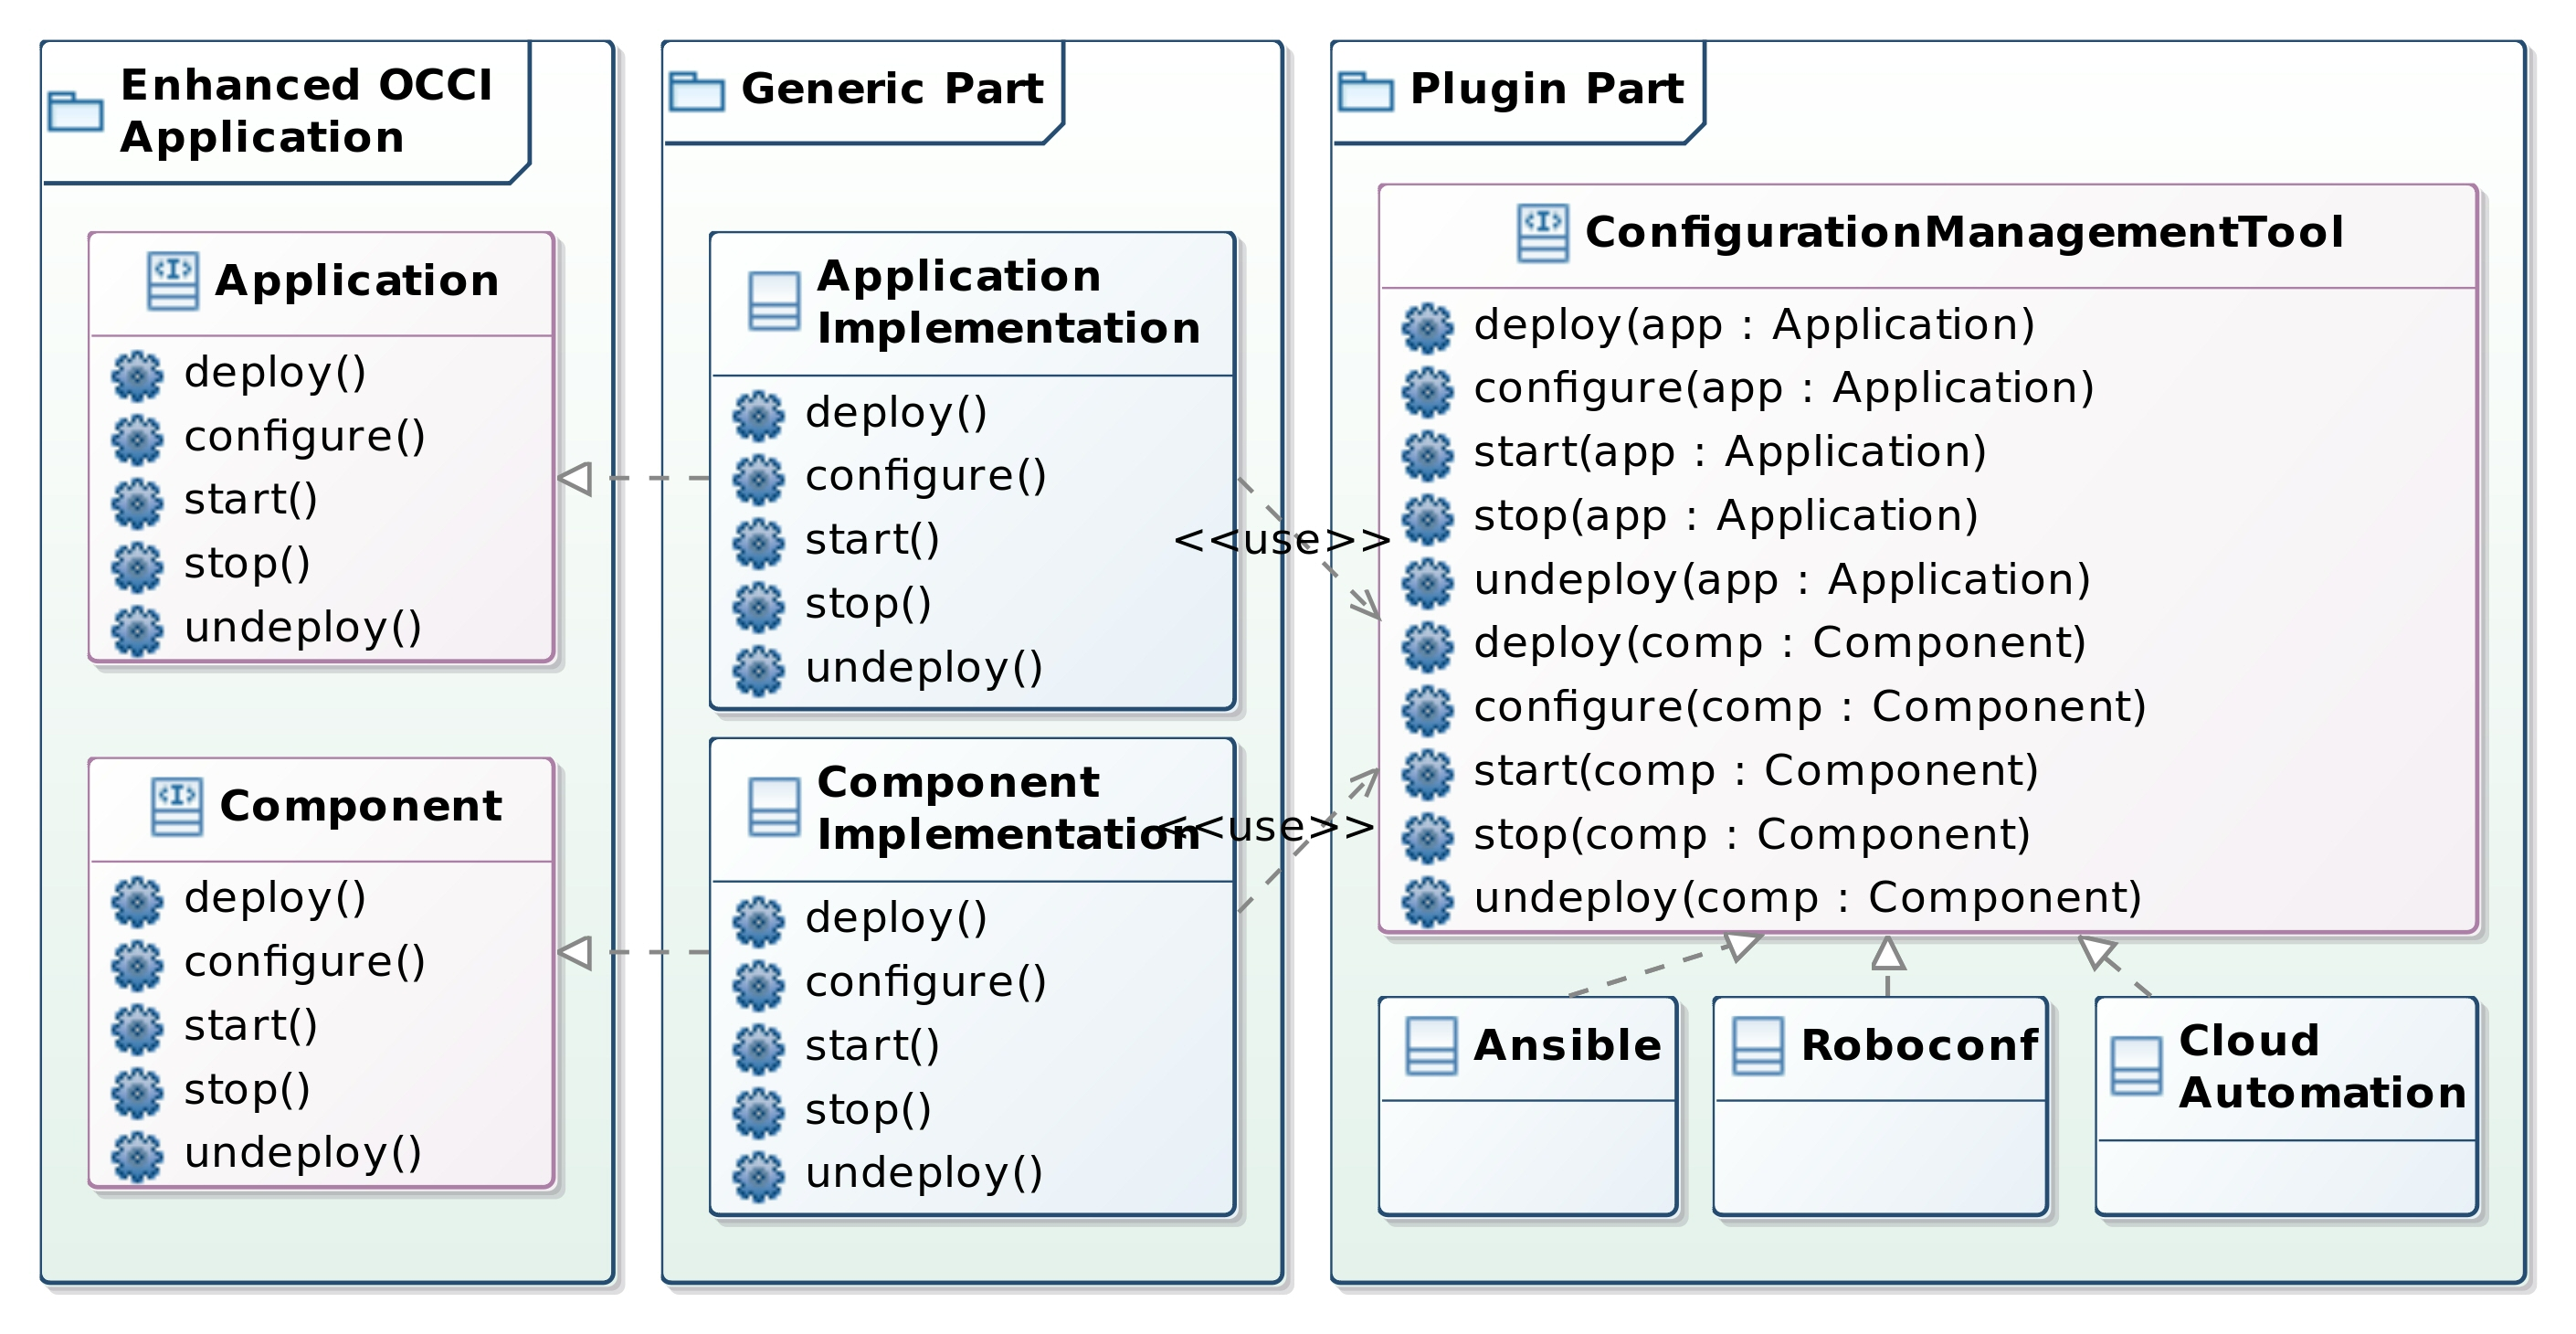 Enhanced OCCI
Application
Application
deploy()
configure()
start()
stop()
undeploy()
Component
deploy()
configure()
start()
stop()
undeploy()
Generic Part
Application
Implementation
deploy()
configure()
start()
stop()
undeploy()
<<use>>
Component
Implementation
deploy()
configure()
start()
stop()
undeploy()
<<use>>
Plugin Part
ConfigurationManagementTool
deploy(app : Application)
configure(app : Application)
start(app : Application)
stop(app : Application)
undeploy(app : Application)
deploy(comp : Component)
configure(comp : Component)
start(comp : Component)
stop(comp : Component)
undeploy(comp : Component)
Ansible
Roboconf
Cloud
Automation